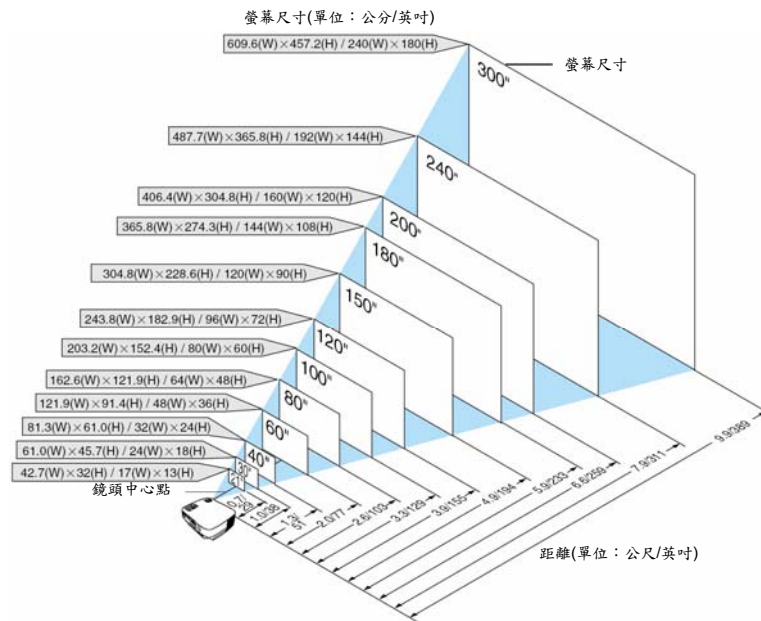 螢幕尺寸(單位：公分/英吋)
609.6(W)×457.2(H) / 240(W)×180(H)
螢幕尺寸
300"
487.7(W)×365.8(H) / 192(W)×144(H)
240"
406.4(W)×304.8(H) / 160(W)×120(H)
200"
365.8(W)×274.3(H) / 144(W)×108(H)
180"
304.8(W)×228.6(H) / 120(W)×90(H)
150"
243.8(W)×182.9(H) / 96(W)×72(H)
120"
203.2(W)×152.4(H) / 80(W)×60(H)
100"
162.6(W)×121.9(H) / 64(W)×48(H)
80"
121.9(W)×91.4(H) / 48(W)×36(H)
60"
81.3(W)×61.0(H) / 32(W)×24(H)
40"
61.0(W)×45.7(H) / 24(W)×18(H)
30"
42.7(W)×32(H) / 17(W)×13(H)
21"
鏡頭中心點
0.7/
29
1.0/38
1.3/
51
2.0/77
2.6/103
3.3/129
3.9/155
4.9/194
5.9/233
6.6/259
7.9/311
9.9/389
距離(單位：公尺/英吋)